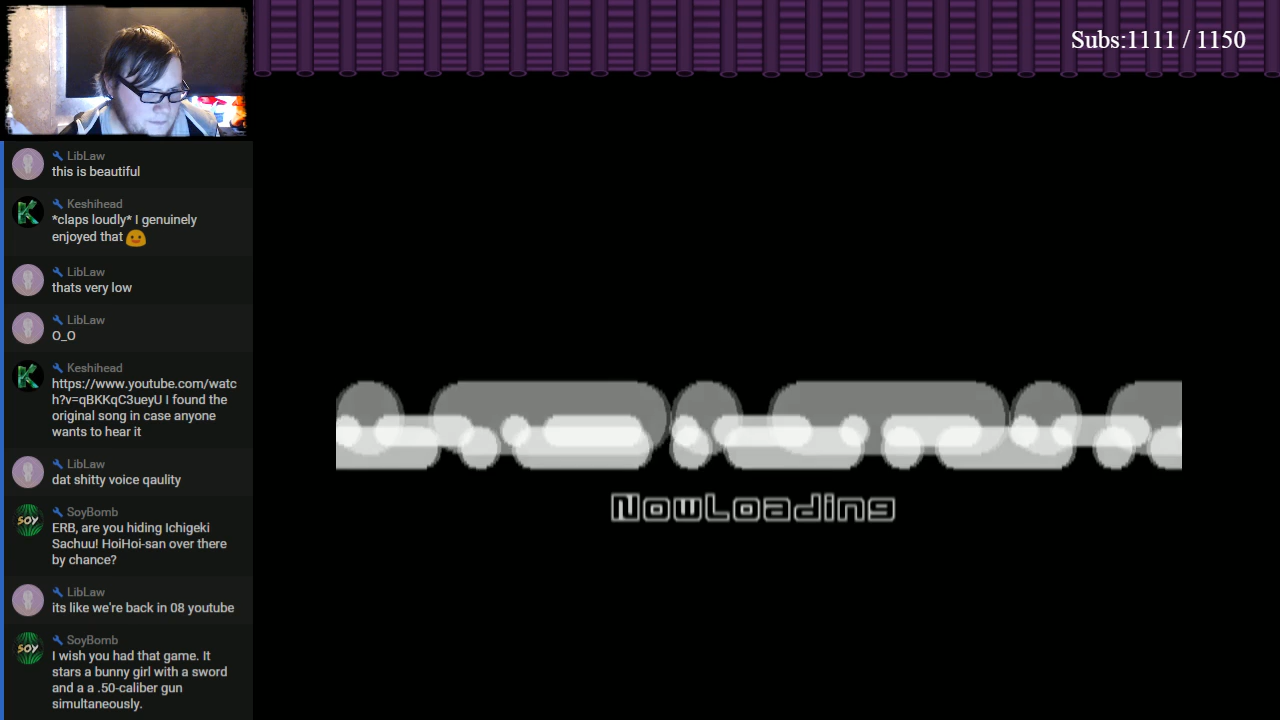 Subs:1111 / 1150
LibLaw
this is beautiful
K
Keshihead
*claps loudly* I genuinely
enjoyed that
LibLaw
thats very low
LibLaw
O_O
K
Keshihead
https://www.youtube.com/watc
h?v=qBKKqC3ueyU I found the
original song in case anyone
wants to hear it
LibLaw
dat shitty voice qaulity
SOY
SoyBomb
ERB, are you hiding Ichigeki
Sachuu! HoiHoi-san over there
by chance?
LibLaw
its like we're back in 08 youtube
SOY
SoyBomb
I wish you had that game. It
stars a bunny girl with a sword
and a a .50-caliber gun
simultaneously.
NowLoading